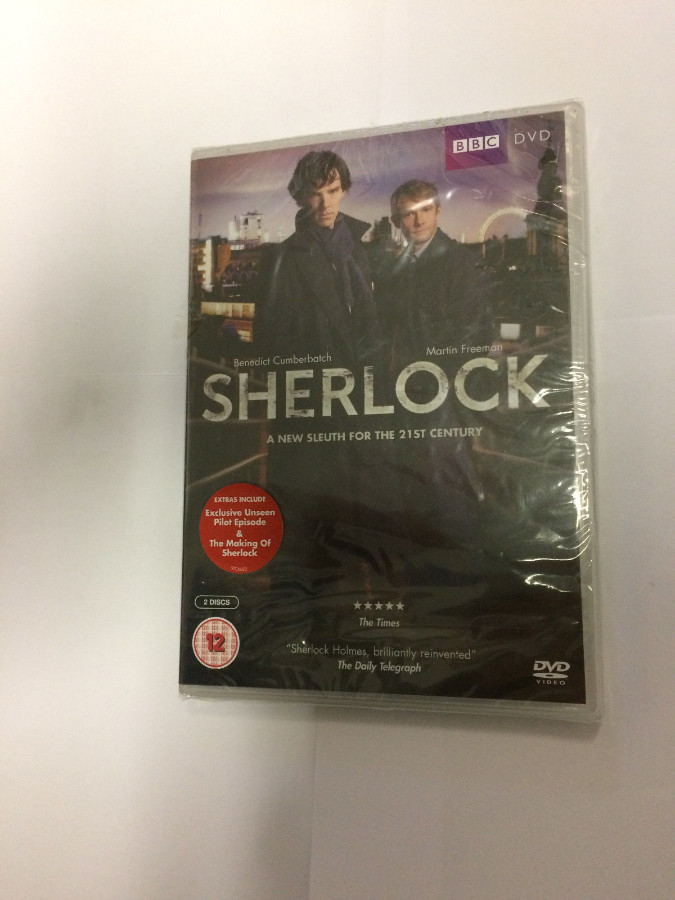 BBC DVD
Benedict Cumberbatch Martin Freeman
SHERLOCK
A NEW SLEUTH FOR THE 21ST CENTURY
EXTRAS INCLUDE
Exclusive Unseen
Pilot Episode
&
The Making Of
Sherlock
2 DISCS
12
★★★★★
The Times
"Sherlock Holmes, brilliantly reinvented"
The Daily Telegraph
DVD
VIDEO